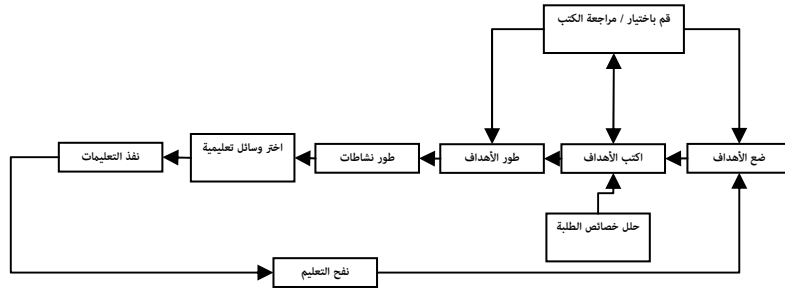 قم باختيار / مراجعة الكتب
ضع الأهداف
اكتب الأهداف
طور الأهداف
طور نشاطات
اختر وسائل تعليمية
نفذ التعليمات
حلل خصائص الطلبة
نفح التعليم